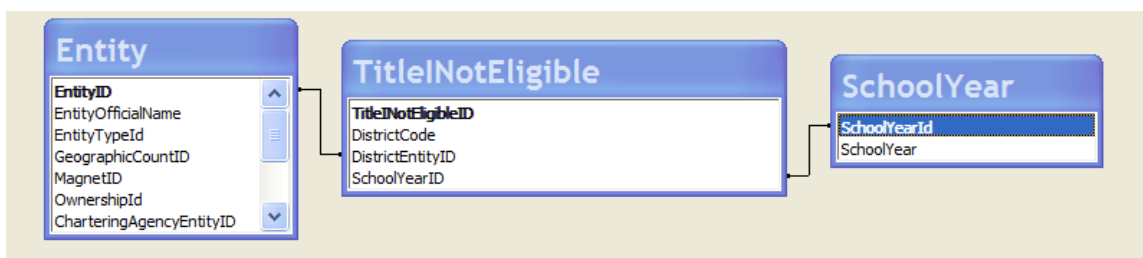 Entity
EntityID
EntityOfficialName
EntityTypeId
GeographicCountID
MagnetID
OwnershipId
CharteringAgencyEntityID
TitleINotEligible
TitleINotEligibleID
DistrictCode
DistrictEntityID
SchoolYearID
SchoolYear
SchoolYearId
SchoolYear